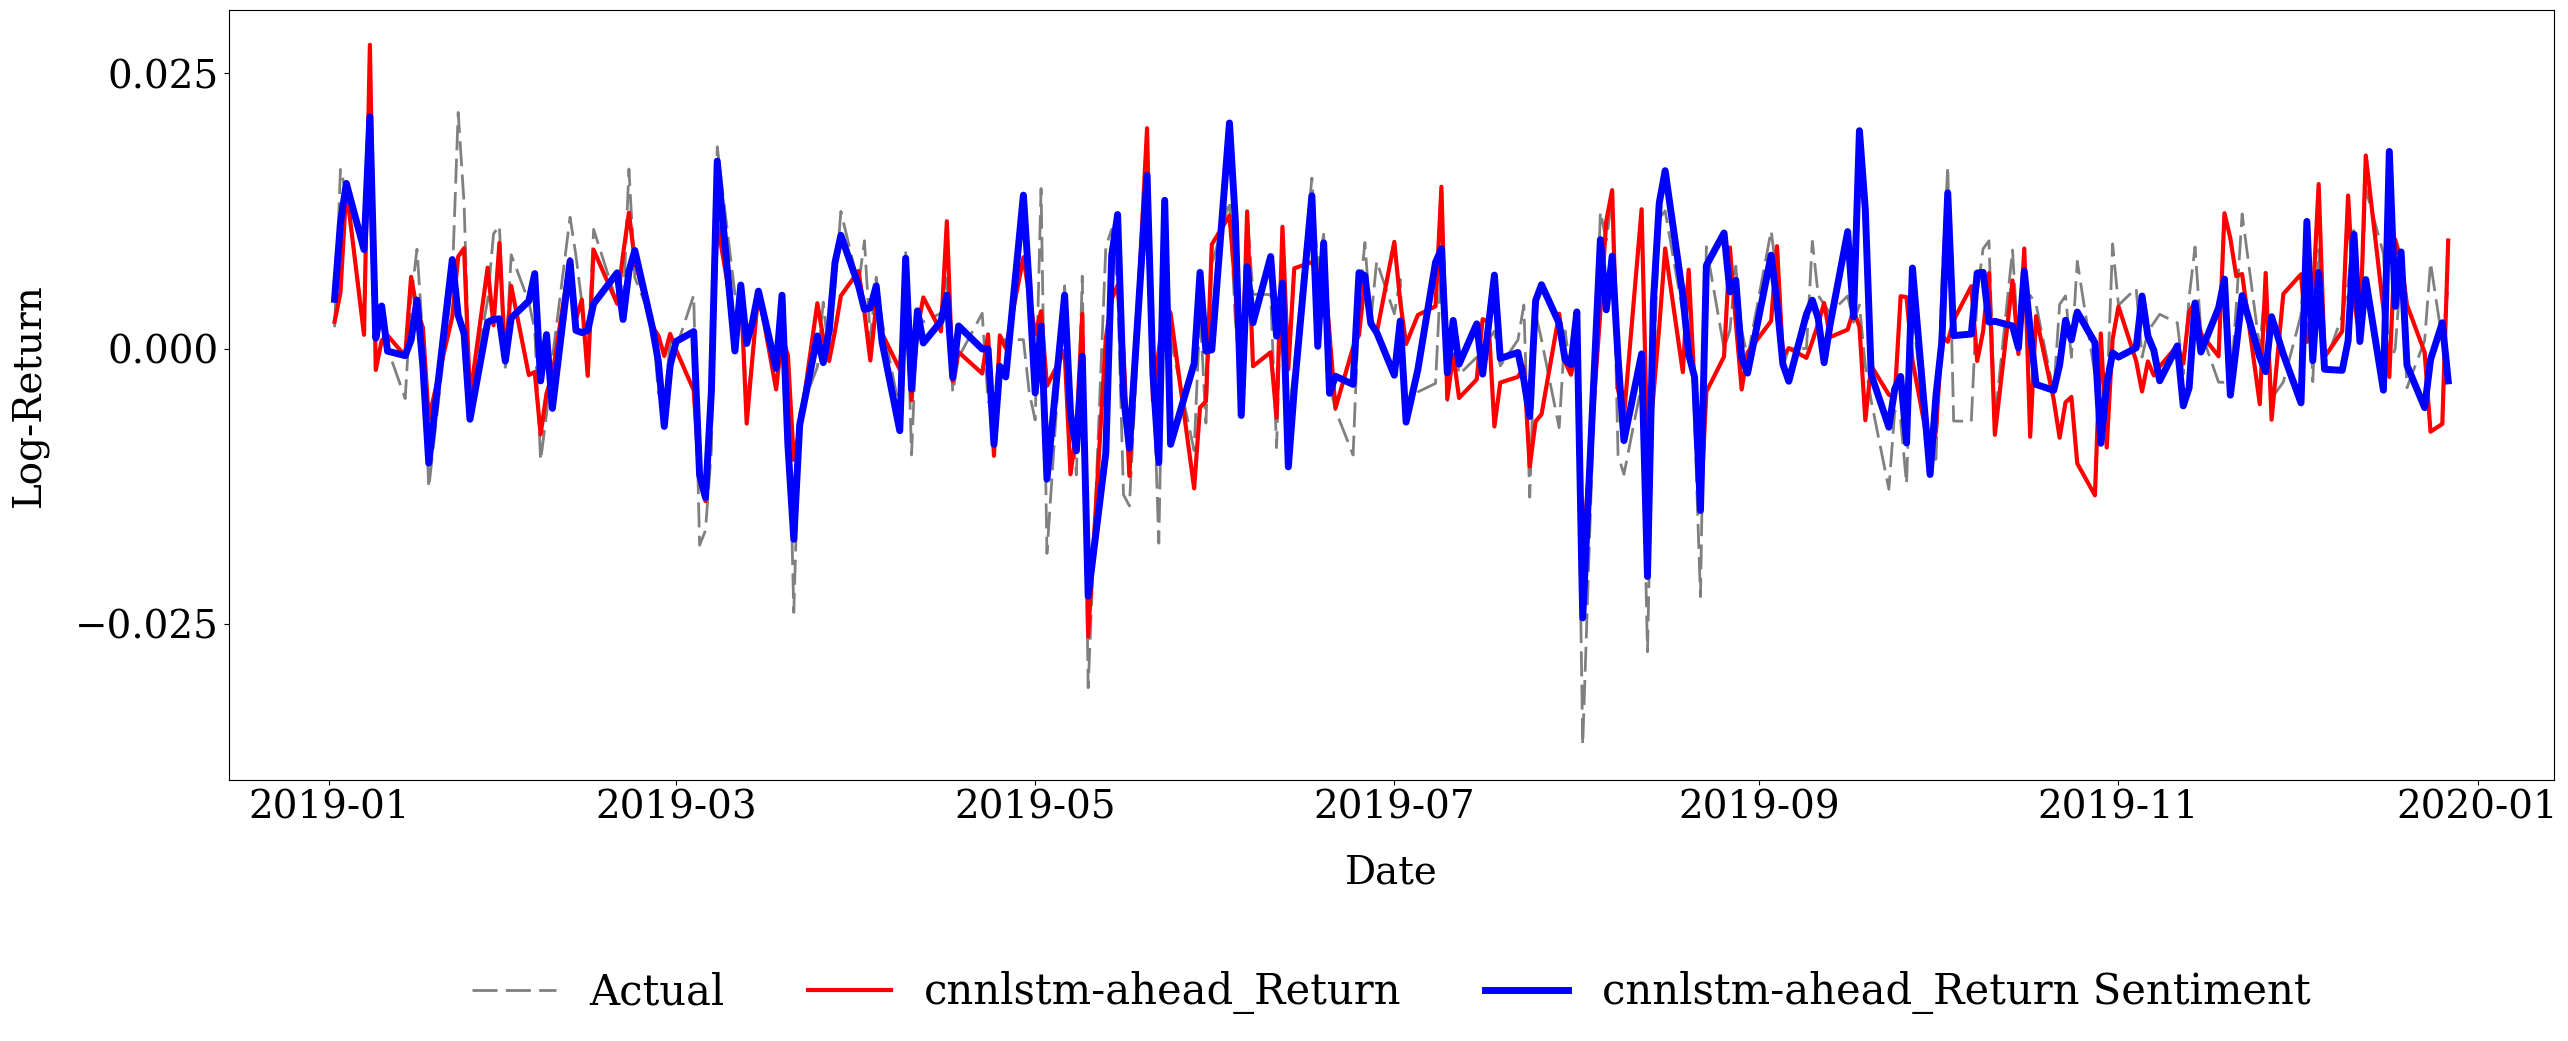 0.025
0.000
−0.025
Log-Return
2019-01 2019-03 2019-05 2019-07 2019-09 2019-11 2020-01
Date
Actual cnnlstm-ahead_Return cnnlstm-ahead_Return Sentiment